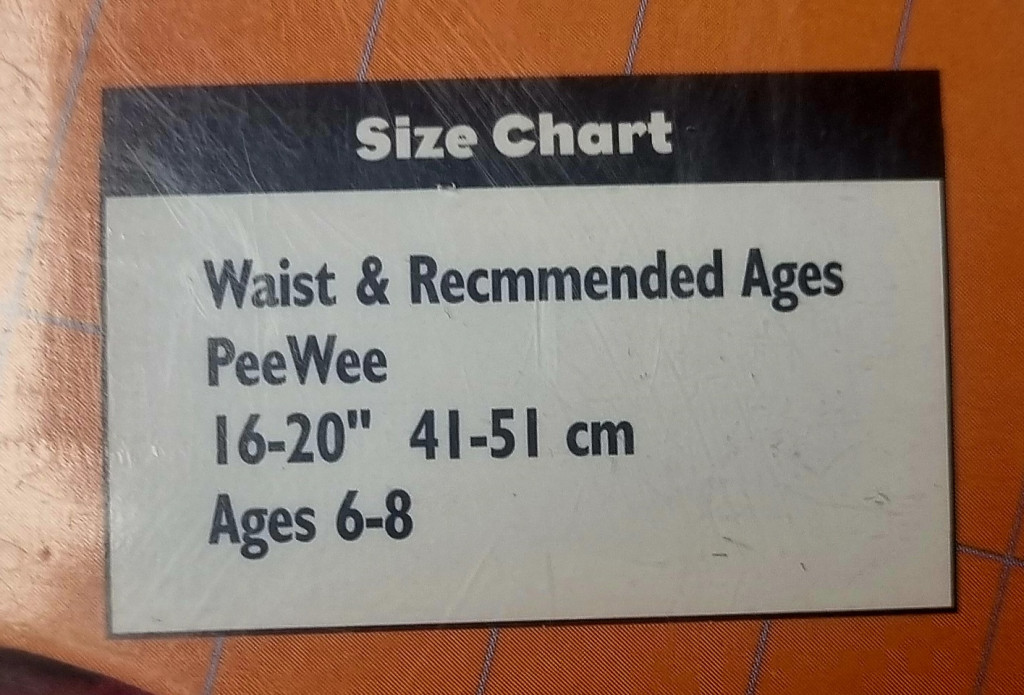 Size Chart
Waist & Recmmended Ages
PeeWee
16-20" 41-51 cm
Ages 6-8